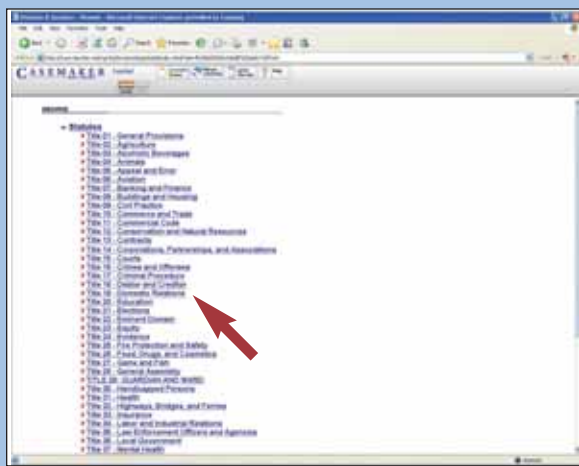 CASEMAKER
Statutes
Title 01 - General Provisions
Title 02 - Agriculture
Title 03 - Alcoholic Beverages
Title 04 - Animals
Title 05 - Appeal and Error
Title 06 - Aviation
Title 07 - Banking and Finance
Title 08 - Buildings and Housing
Title 09 - Civil Practice
Title 10 - Commerce and Trade
Title 11 - Commercial Code
Title 12 - Conservation and Natural Resources
Title 13 - Contracts
Title 14 - Corporations, Partnerships, and Associations
Title 15 - Courts
Title 16 - Crimes and Offenses
Title 17 - Criminal Procedure
Title 18 - Debtor and Creditor
Title 19 - Domestic Relations
Title 20 - Education
Title 21 - Elections
Title 22 - Eminent Domain
Title 23 - Equity
Title 24 - Evidence
Title 25 - Fire Protection and Safety
Title 26 - Food, Drugs, and Cosmetics
Title 27 - Game and Fish
Title 28 - General Assembly
TITLE 29 GUARDIAN AND WARD
Title 30 - Handicapped Persons
Title 31 - Health
Title 32 - Highways, Bridges, and Ferries
Title 33 - Insurance
Title 34 - Labor and Industrial Relations
Title 35 - Law Enforcement Officers and Agencies
Title 36 - Local Government
Title 37 - Mental Health